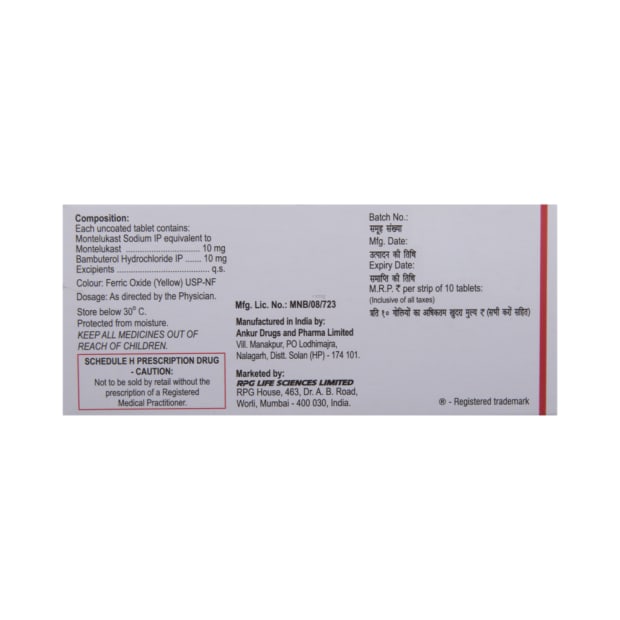 Composition:
Each uncoated tablet contains:
Montelukast Sodium IP equivalent to
Montelukast ........................... 10 mg
Bambuterol Hydrochloride IP ...... 10 mg
Excipients ................................. q.s.
Colour: Ferric Oxide (Yellow) USP-NF
Dosage: As directed by the Physician.
Store below 30° C.
Protected from moisture.
KEEP ALL MEDICINES OUT OF
REACH OF CHILDREN.
SCHEDULE H PRESCRIPTION DRUG
- CAUTION:
Not to be sold by retail without the
prescription of a Registered
Medical Practitioner.
Mfg. Lic. No.: MNB/08/723
Manufactured in India by:
Ankur Drugs and Pharma Limited
Vill. Manakpur, PO Lodhimajra,
Nalagarh, Distt. Solan (HP) - 174 101.
Marketed by:
RPG LIFE SCIENCES LIMITED
RPG House, 463, Dr. A. B. Road,
Worli, Mumbai - 400 030, India.
Batch No.:
समूह संख्या
Mfg. Date:
उत्पादन की तिथि
Expiry Date:
समाप्ति की तिथि
M.R.P. ₹ per strip of 10 tablets:
(Inclusive of all taxes)
प्रति १० गोलियों का अधिकतम खुदरा मूल्य ₹ (सभी करों सहित)
® - Registered trademark